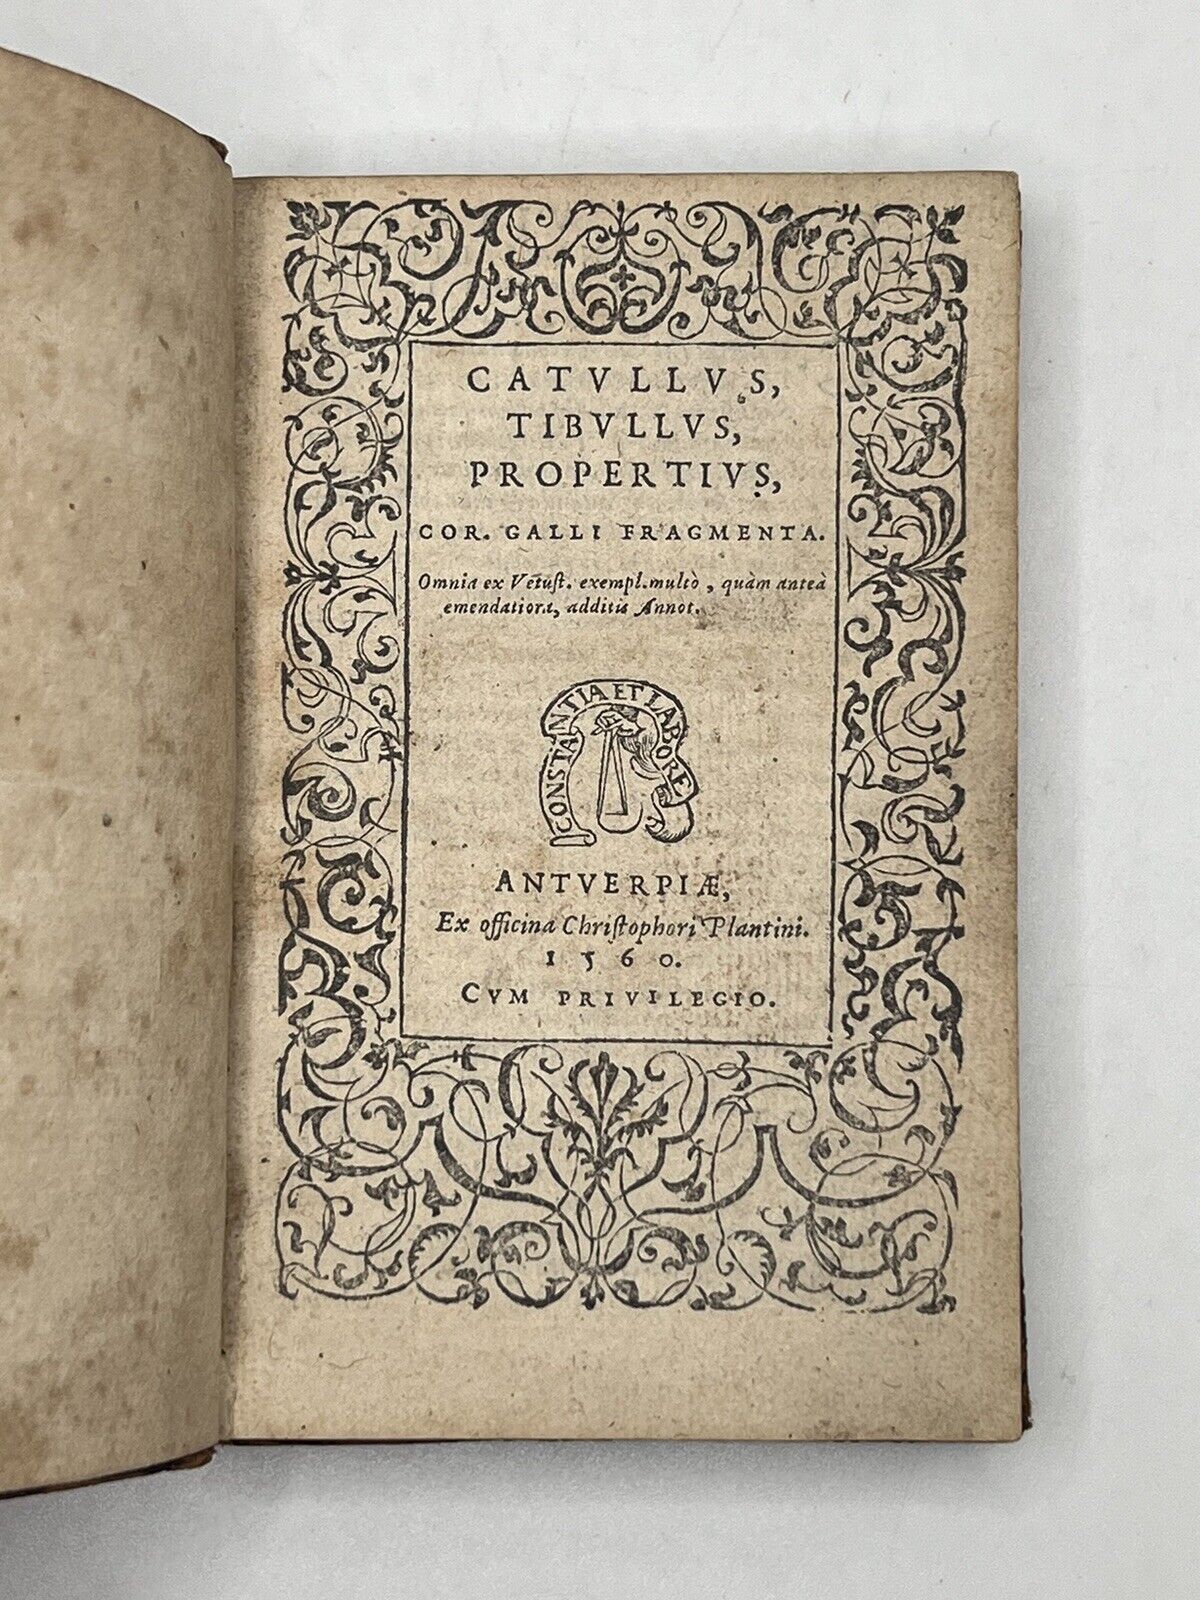 CATVLLVS,
TIBVLLVS,
PROPERTIVS,
COR. GALLI FRAGMENTA.
Omnia ex Vetust. exempl. multò, quàm anteà
emendatiora, additis Annot.
CONSTANTIA ET LABORE
ANTVERPIÆ,
Ex officina Christophori Plantini.
1560.
CVM PRIVILEGIO.